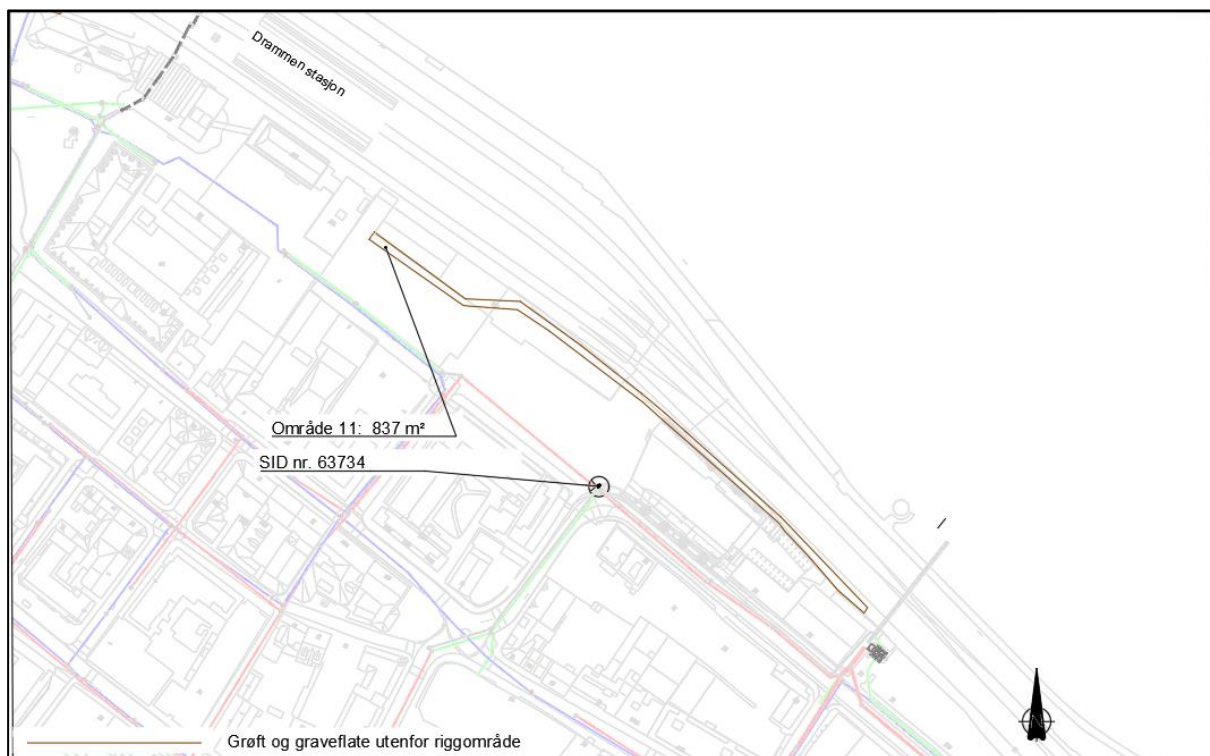 Drammen stasjon
Område 11: 837 m²
SID nr. 63734
Grøft og graveflate utenfor riggområde